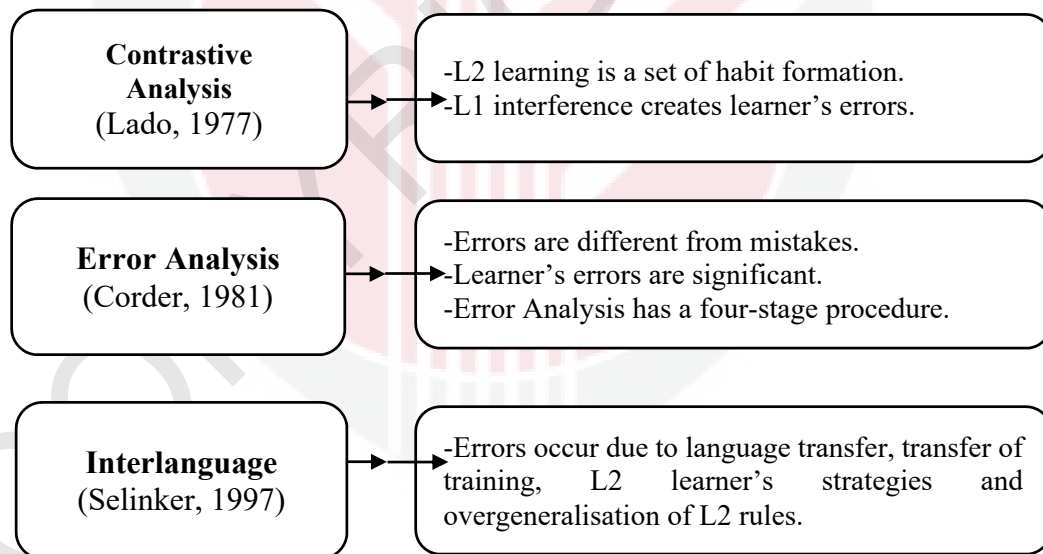 Contrastive
Analysis
(Lado, 1977)
-L2 learning is a set of habit formation.
-L1 interference creates learner's errors.
Error Analysis
(Corder, 1981)
-Errors are different from mistakes.
-Learner's errors are significant.
-Error Analysis has a four-stage procedure.
Interlanguage
(Selinker, 1997)
-Errors occur due to language transfer, transfer of
training, L2 learner's strategies and
overgeneralisation of L2 rules.